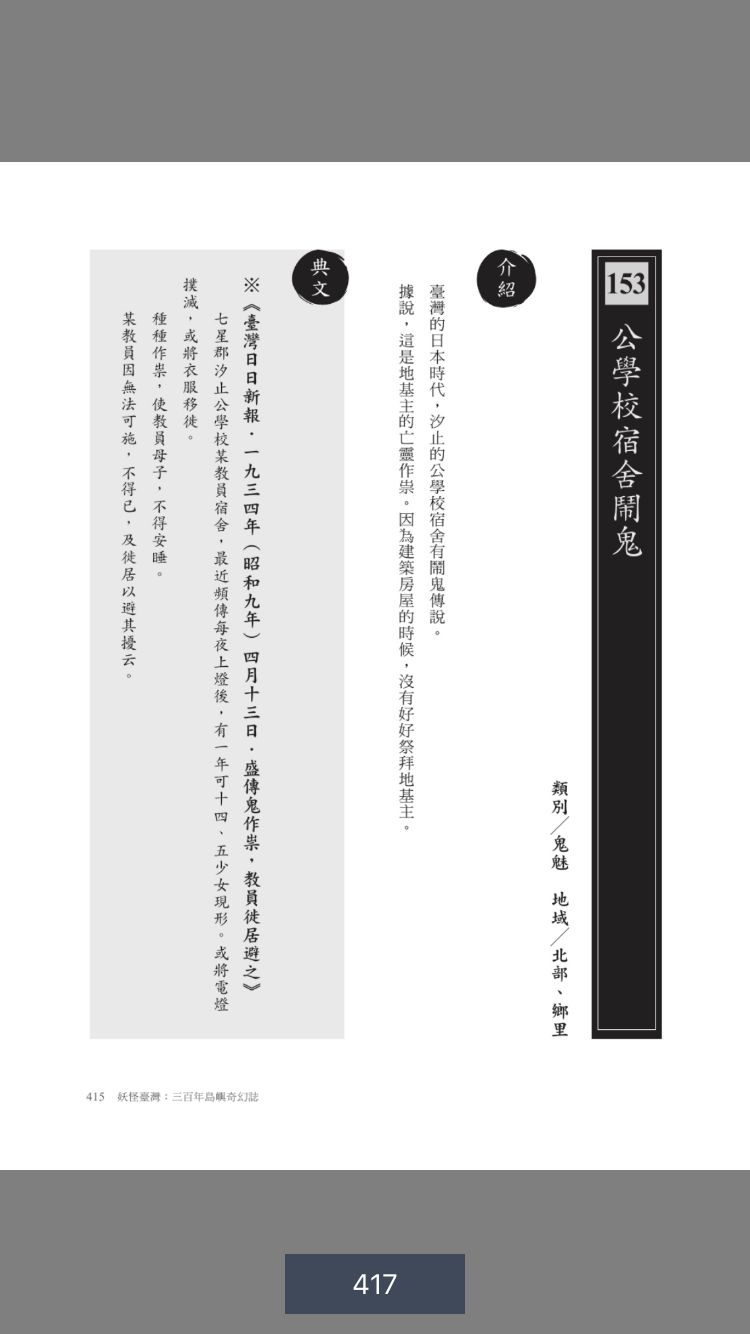 153
公學校宿舍鬧鬼
類別／鬼魅　地域／北部、鄉里
介紹
臺灣的日本時代，汐止的公學校宿舍有鬧鬼傳說。
據說，這是地基主的亡靈作祟。因為建築房屋的時候，沒有好好祭拜地基主。
典文
※《臺灣日日新報．一九三四年（昭和九年）四月十三日．盛傳鬼作祟，教員徙居避之》
七星郡汐止公學校某教員宿舍，最近頻傳每夜上燈後，有一年可十四、五少女現形。或將電燈
撲滅，或將衣服移徙。
種種作祟，使教員母子，不得安睡。
某教員因無法可施，不得已，及徙居以避其擾云。
415　妖怪臺灣：三百年島嶼奇幻誌
417